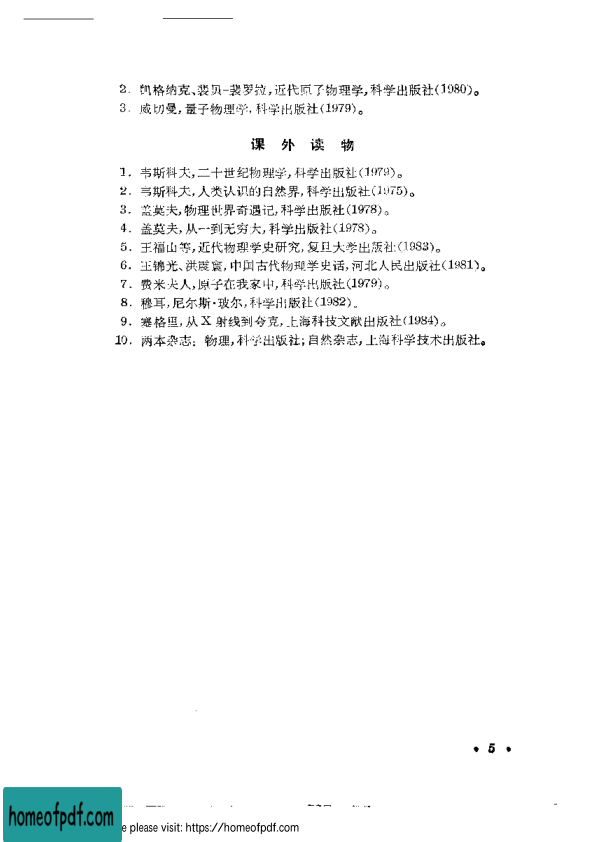 2. 凯格纳克、裴贝-裴罗拉,近代原子物理学,科学出版社(1980)。
3. 威切曼,量子物理学,科学出版社(1979)。
课 外 读 物
1. 韦斯科夫,二十世纪物理学,科学出版社(1979)。
2. 韦斯科夫,人类认识的自然界,科学出版社(1975)。
3. 盖莫夫,物理世界奇遇记,科学出版社(1978)。
4. 盖莫夫,从一到无穷大,科学出版社(1978)。
5. 王福山等,近代物理学史研究,复旦大学出版社(1983)。
6. 王锦光、洪震寰,中国古代物理学史话,河北人民出版社(1981)。
7. 费米夫人,原子在我家中,科学出版社(1979)。
8. 穆耳,尼尔斯·玻尔,科学出版社(1982)。
9. 塞格里,从X射线到夸克,上海科技文献出版社(1984)。
10. 两本杂志:物理,科学出版社;自然杂志,上海科学技术出版社。
• 5 •
homeofpdf.com
e please visit: https://homeofpdf.com